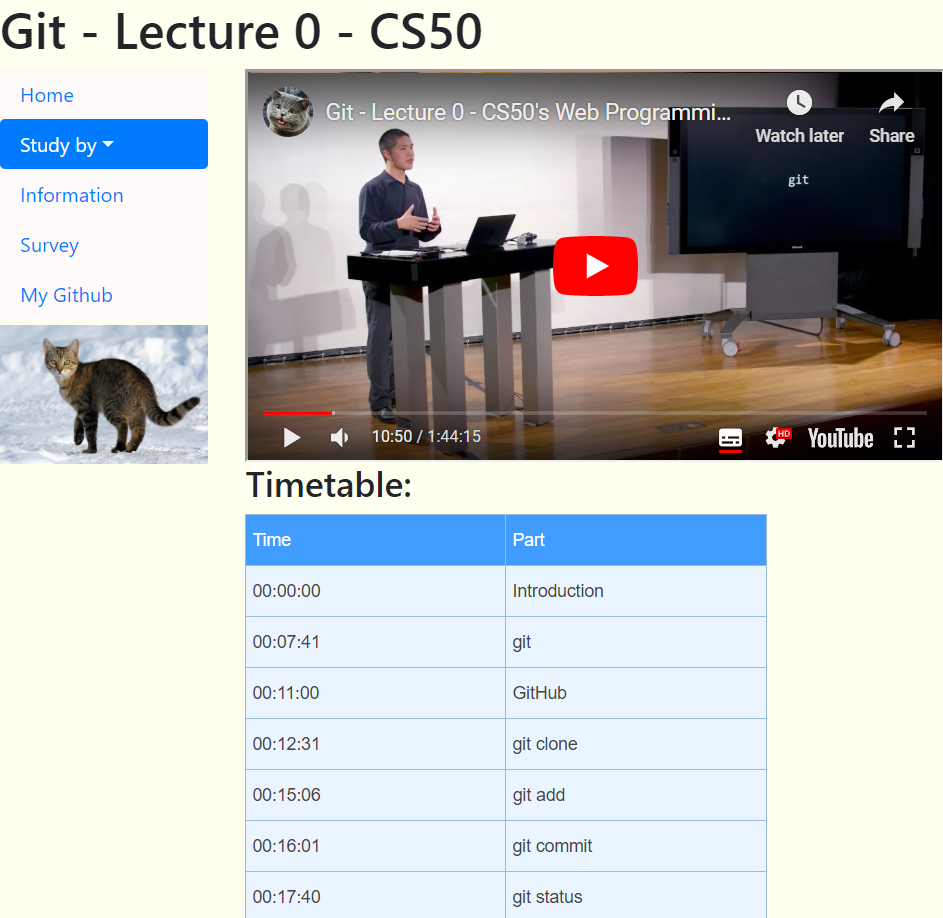 Git - Lecture 0 - CS50
Home
Study by
Information
Survey
My Github
Git - Lecture 0 - CS50's Web Programmi...
Watch later
Share
git
10:50 / 1:44:15
HD
YouTube
Timetable:
Time Part
00:00:00 Introduction
00:07:41 git
00:11:00 GitHub
00:12:31 git clone
00:15:06 git add
00:16:01 git commit
00:17:40 git status